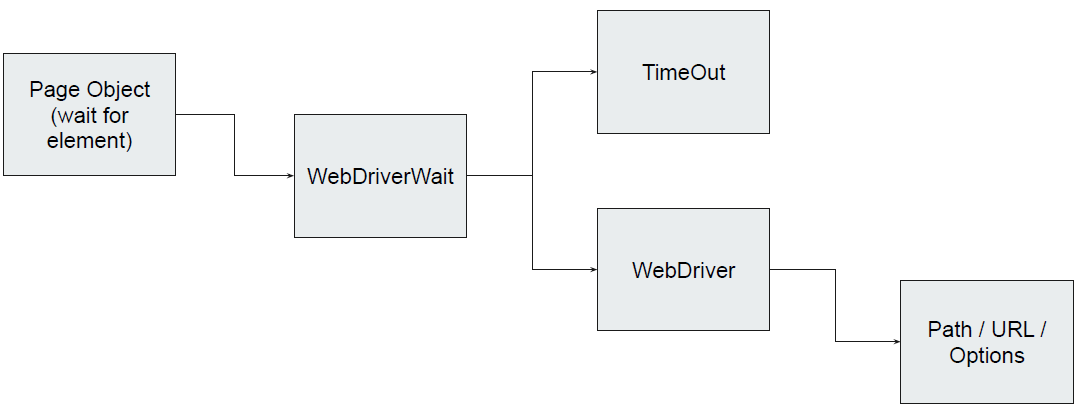 Page Object
(wait for
element)
WebDriverWait
TimeOut
WebDriver
Path / URL /
Options